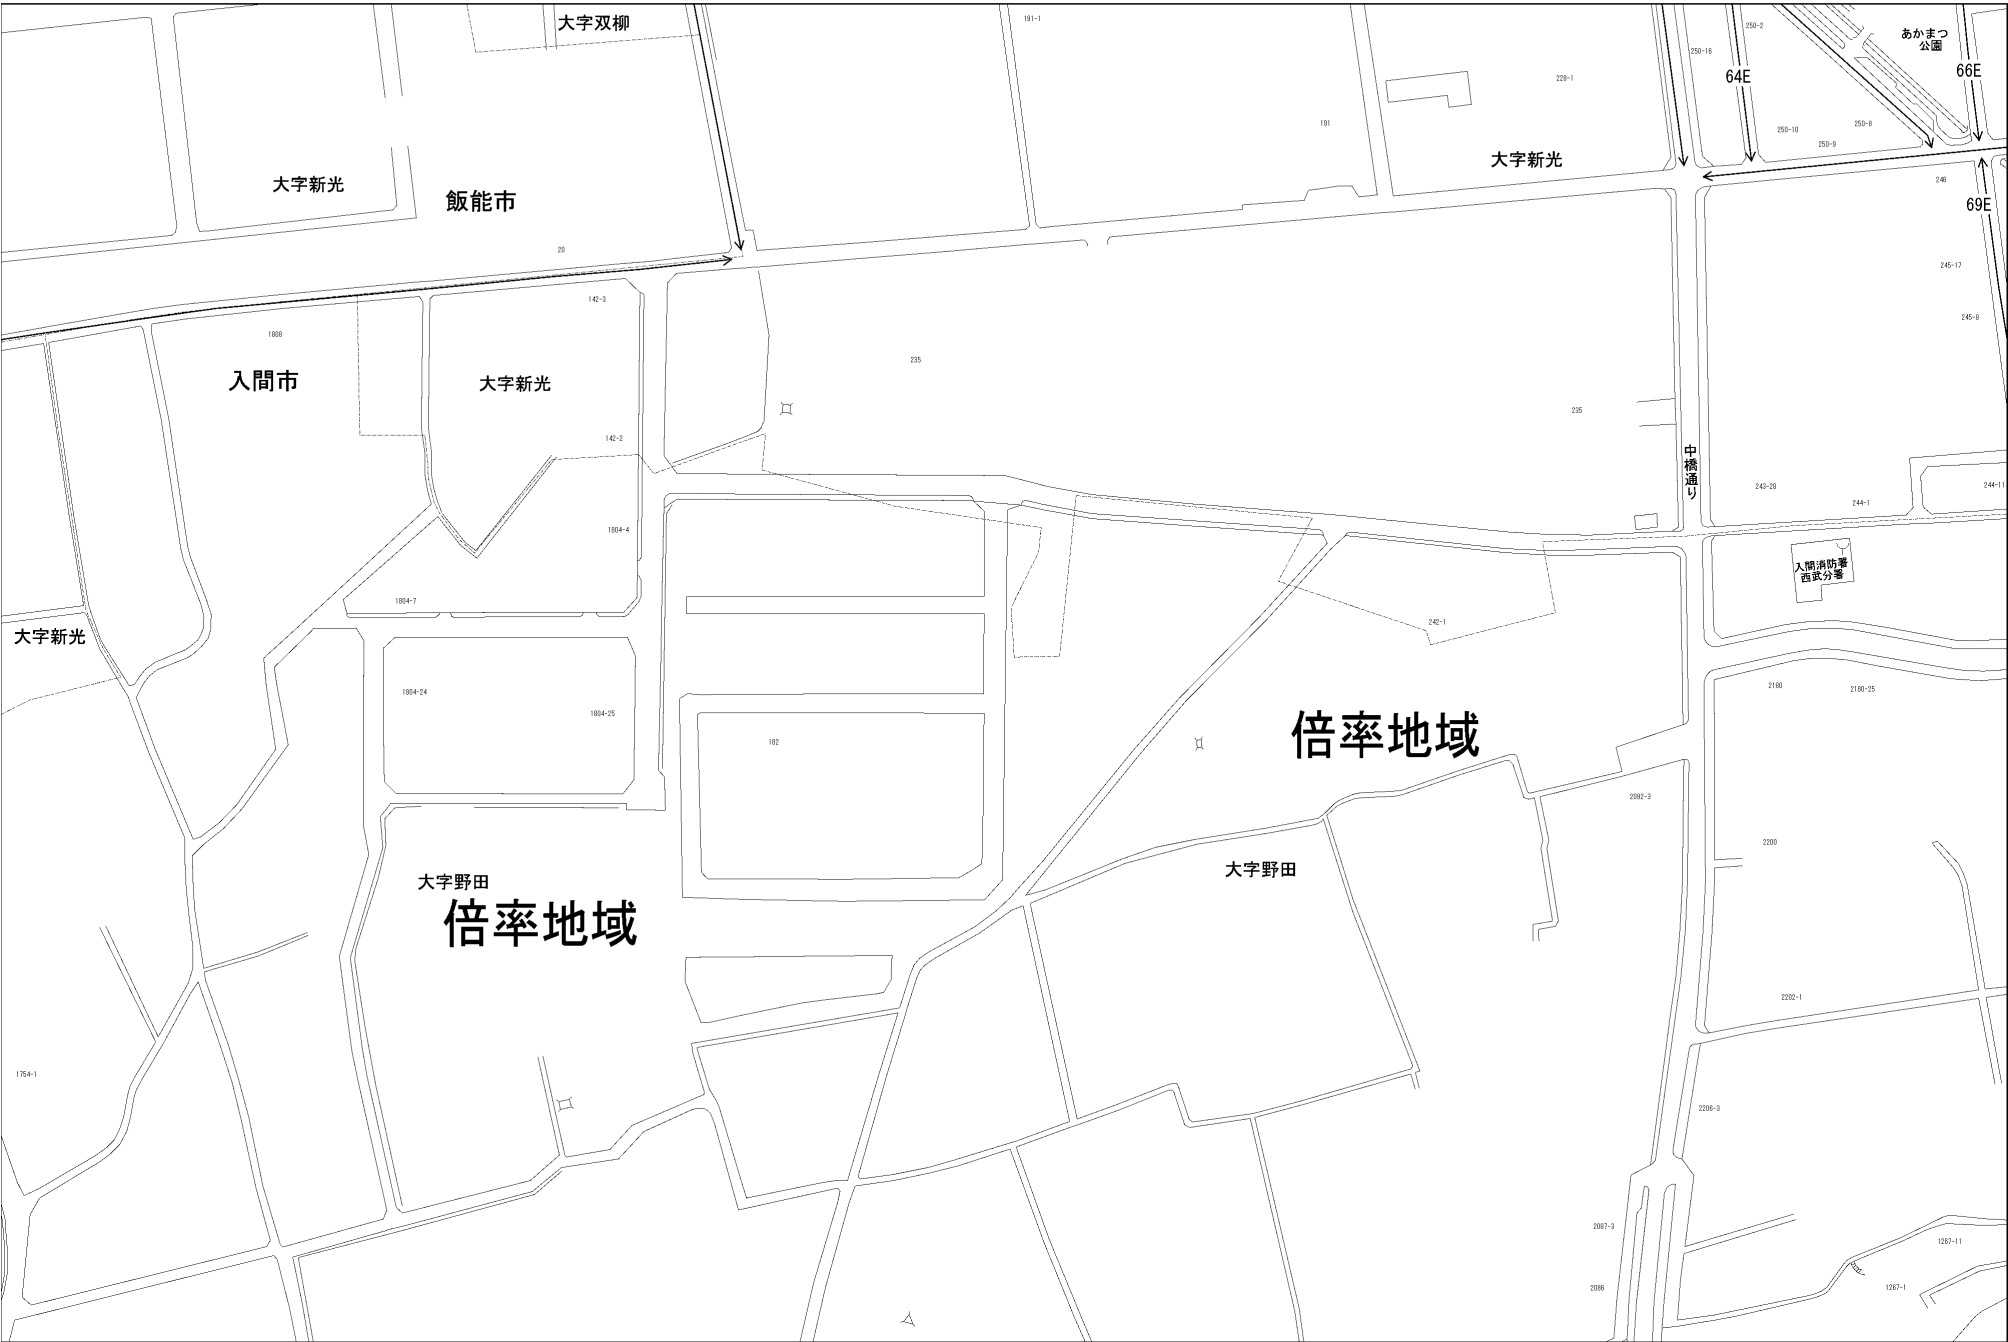 大字双柳
191-1
250-2
あかまつ
公園
250-16
64E
66E
228-1
191
250-10
250-8
250-9
大字新光
大字新光
飯能市
246
69E
20
245-17
142-3
245-8
1808
235
入間市
大字新光
235
142-2
中橋通り
243-28
244-1
244-11
1804-4
入間消防署
西武分署
1804-7
242-1
大字新光
1804-24
1804-25
2180
2180-25
182
倍率地域
2092-3
2200
大字野田
大字野田
倍率地域
2202-1
1754-1
2206-3
2087-3
1267-11
2086
1267-1